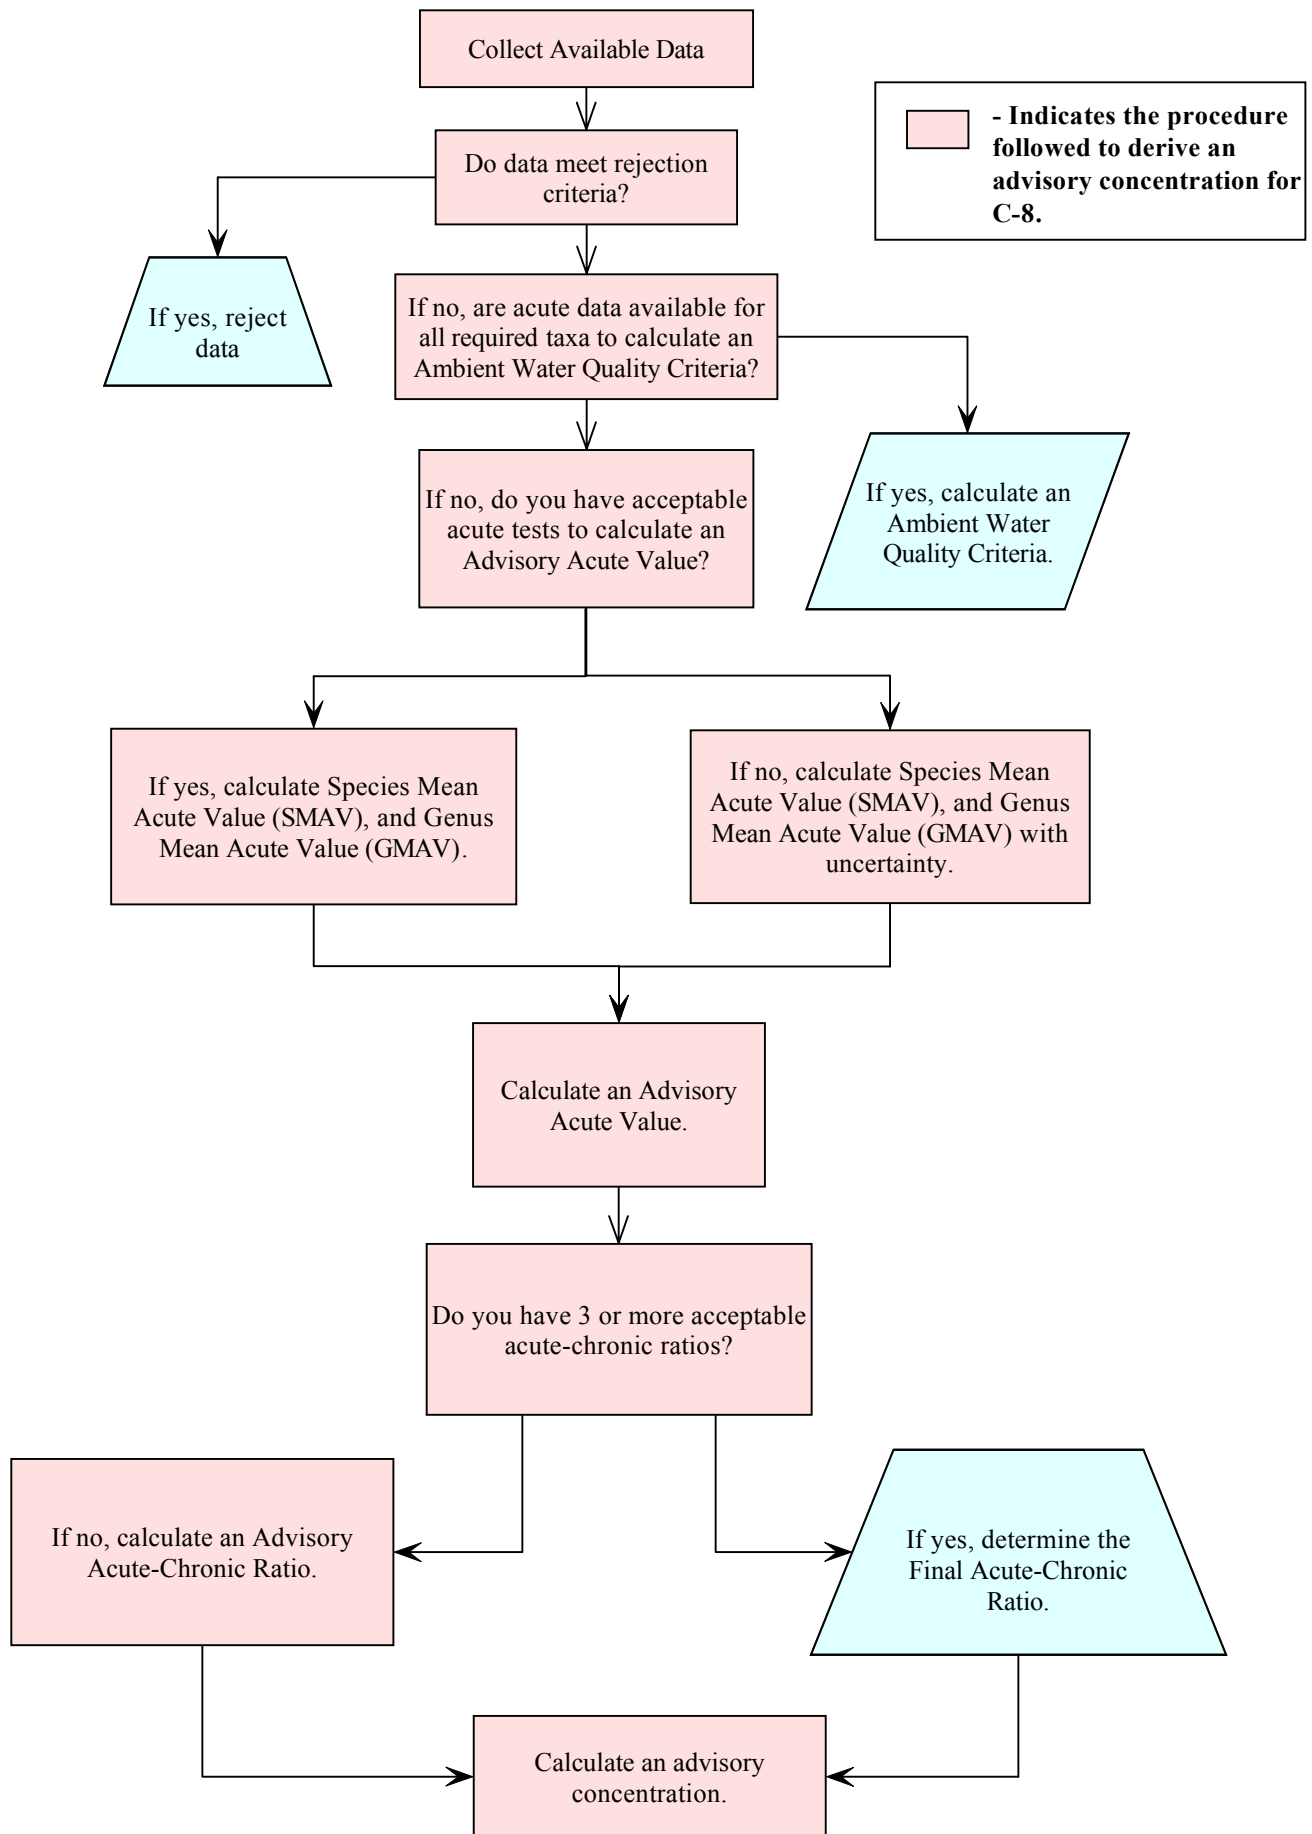 Collect Available Data
- Indicates the procedure
followed to derive an
advisory concentration for
C-8.
Do data meet rejection
criteria?
If yes, reject
data
If no, are acute data available for
all required taxa to calculate an
Ambient Water Quality Criteria?
If yes, calculate an
Ambient Water
Quality Criteria.
If no, do you have acceptable
acute tests to calculate an
Advisory Acute Value?
If yes, calculate Species Mean
Acute Value (SMAV), and Genus
Mean Acute Value (GMAV).
If no, calculate Species Mean
Acute Value (SMAV), and Genus
Mean Acute Value (GMAV) with
uncertainty.
Calculate an Advisory
Acute Value.
Do you have 3 or more acceptable
acute-chronic ratios?
If no, calculate an Advisory
Acute-Chronic Ratio.
If yes, determine the
Final Acute-Chronic
Ratio.
Calculate an advisory
concentration.